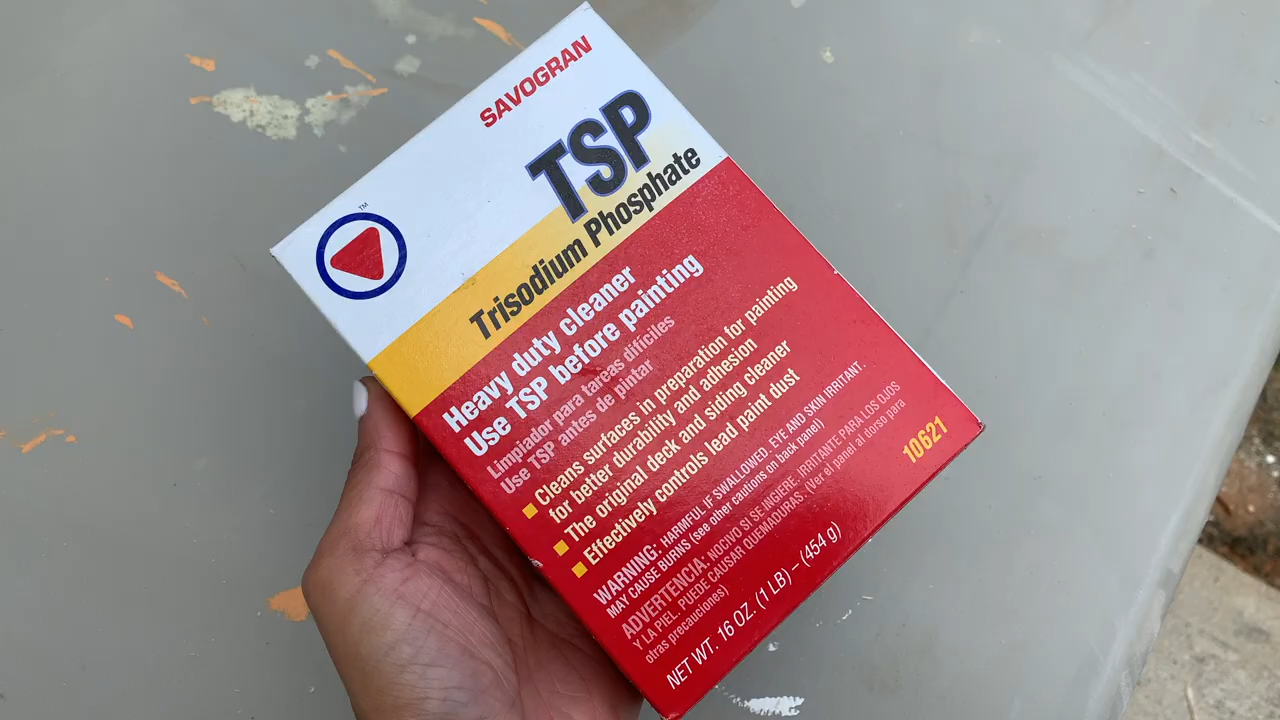 SAVOGRAN
TSP
Trisodium Phosphate
TM
Heavy duty cleaner
Use TSP before painting
Limpiador para tareas difíciles
Use TSP antes de pintar
Cleans surfaces in preparation for painting
for better durability and adhesion
The original deck and siding cleaner
Effectively controls lead paint dust
WARNING: HARMFUL IF SWALLOWED. EYE AND SKIN IRRITANT.
MAY CAUSE BURNS (see other cautions on back panel)
ADVERTENCIA: NOCIVO SI SE INGIERE. IRRITANTE PARA LOS OJOS
Y LA PIEL. PUEDE CAUSAR QUEMADURAS. (Ver el panel al dorso para
otras precauciones)
NET WT. 16 OZ. (1 LB) – (454 g)
10621